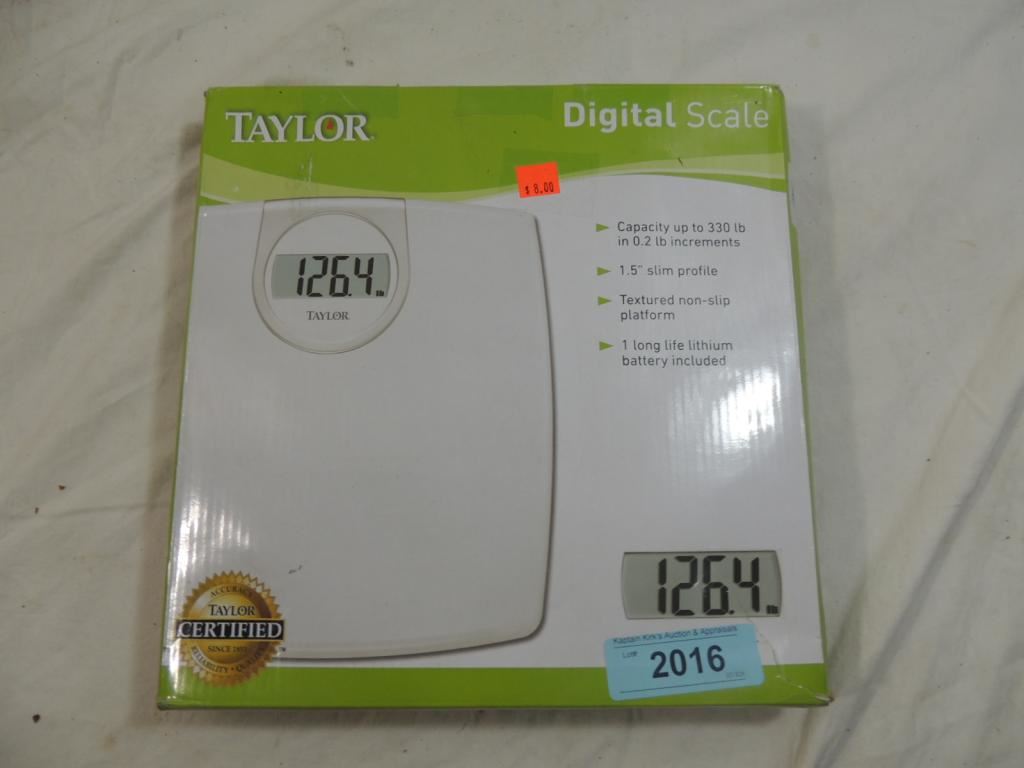 TAYLOR
Digital Scale
$ 8.00
126.4 lb
TAYLOR
Capacity up to 330 lb
in 0.2 lb increments
1.5" slim profile
Textured non-slip
platform
1 long life lithium
battery included
126.4 lb
ACCURACY
TAYLOR
CERTIFIED
SINCE 1851
RELIABILITY • QUALITY
Kaptain Kirk's Auction & Appraisals
Lot#
2016